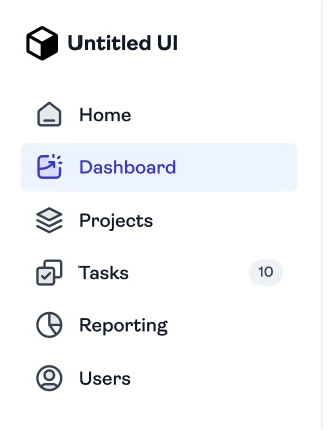 Untitled UI
Home
Dashboard
Projects
Tasks
10
Reporting
Users